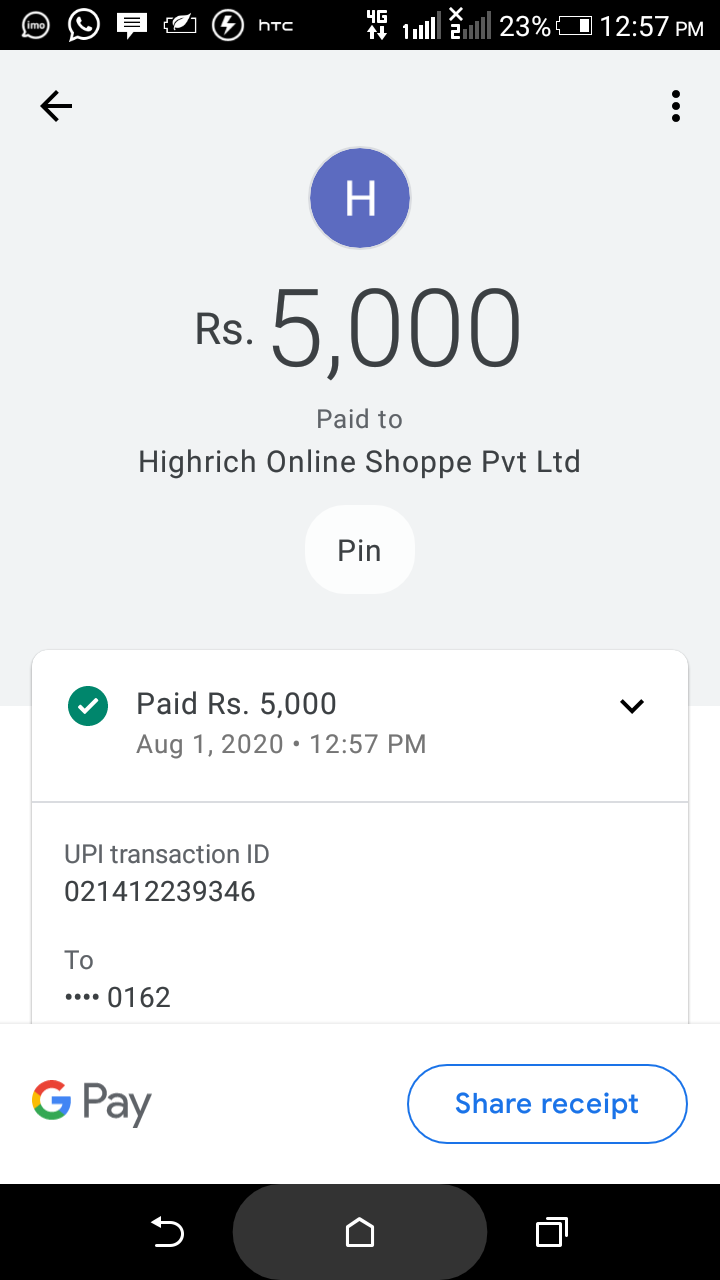 imo hTC 4G 1 2 23% 12:57 PM
H
Rs. 5,000
Paid to
Highrich Online Shoppe Pvt Ltd
Pin
Paid Rs. 5,000
Aug 1, 2020 • 12:57 PM
UPI transaction ID
021412239346
To
•••• 0162
G Pay
Share receipt